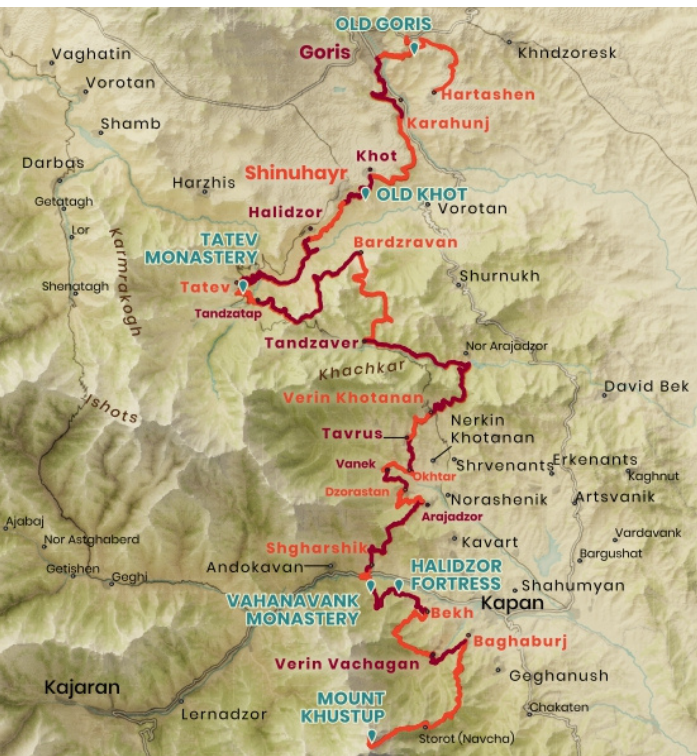 OLD GORIS
Goris
Khndzoresk
Vaghatin
Vorotan
Hartashen
Shamb
Karahunj
Khot
Darbas
Shinuhayr
Harzhis
OLD KHOT
Getatagh
Vorotan
Halidzor
Lor
TATEV
MONASTERY
Bardzravan
Karmrakogh
Shurnukh
Shenatagh
Tatev
Tandzatap
Tandzaver
Nor Arajadzor
Khachkar
David Bek
Ishots
Verin Khotanan
Nerkin
Khotanan
Tavrus
Vanek
Shrvenants
Erkenants
Okhtar
Kaghnut
Dzorastan
Norashenik
Artsvanik
Arajadzor
Ajabaj
Nor Astghaberd
Kavart
Vardavank
Shgharshik
Bargushat
Andokavan
Getishen
Geghi
HALIDZOR
FORTRESS
Shahumyan
VAHANAVANK
MONASTERY
Kapan
Bekh
Baghaburj
Verin Vachagan
Geghanush
Kajaran
MOUNT
KHUSTUP
Lernadzor
Chakaten
Storot (Navcha)